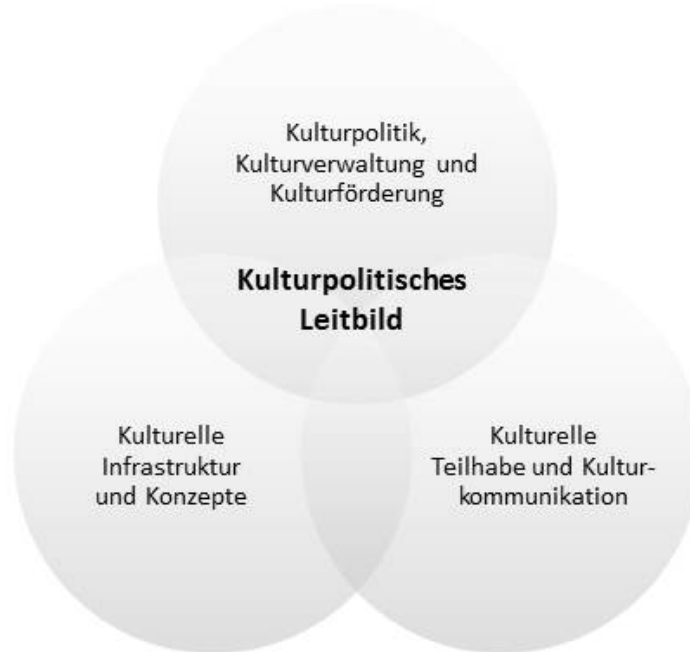 Kulturpolitik,
Kulturverwaltung und
Kulturförderung
Kulturpolitisches
Leitbild
Kulturelle
Infrastruktur
und Konzepte
Kulturelle
Teilhabe und Kultur-
kommunikation